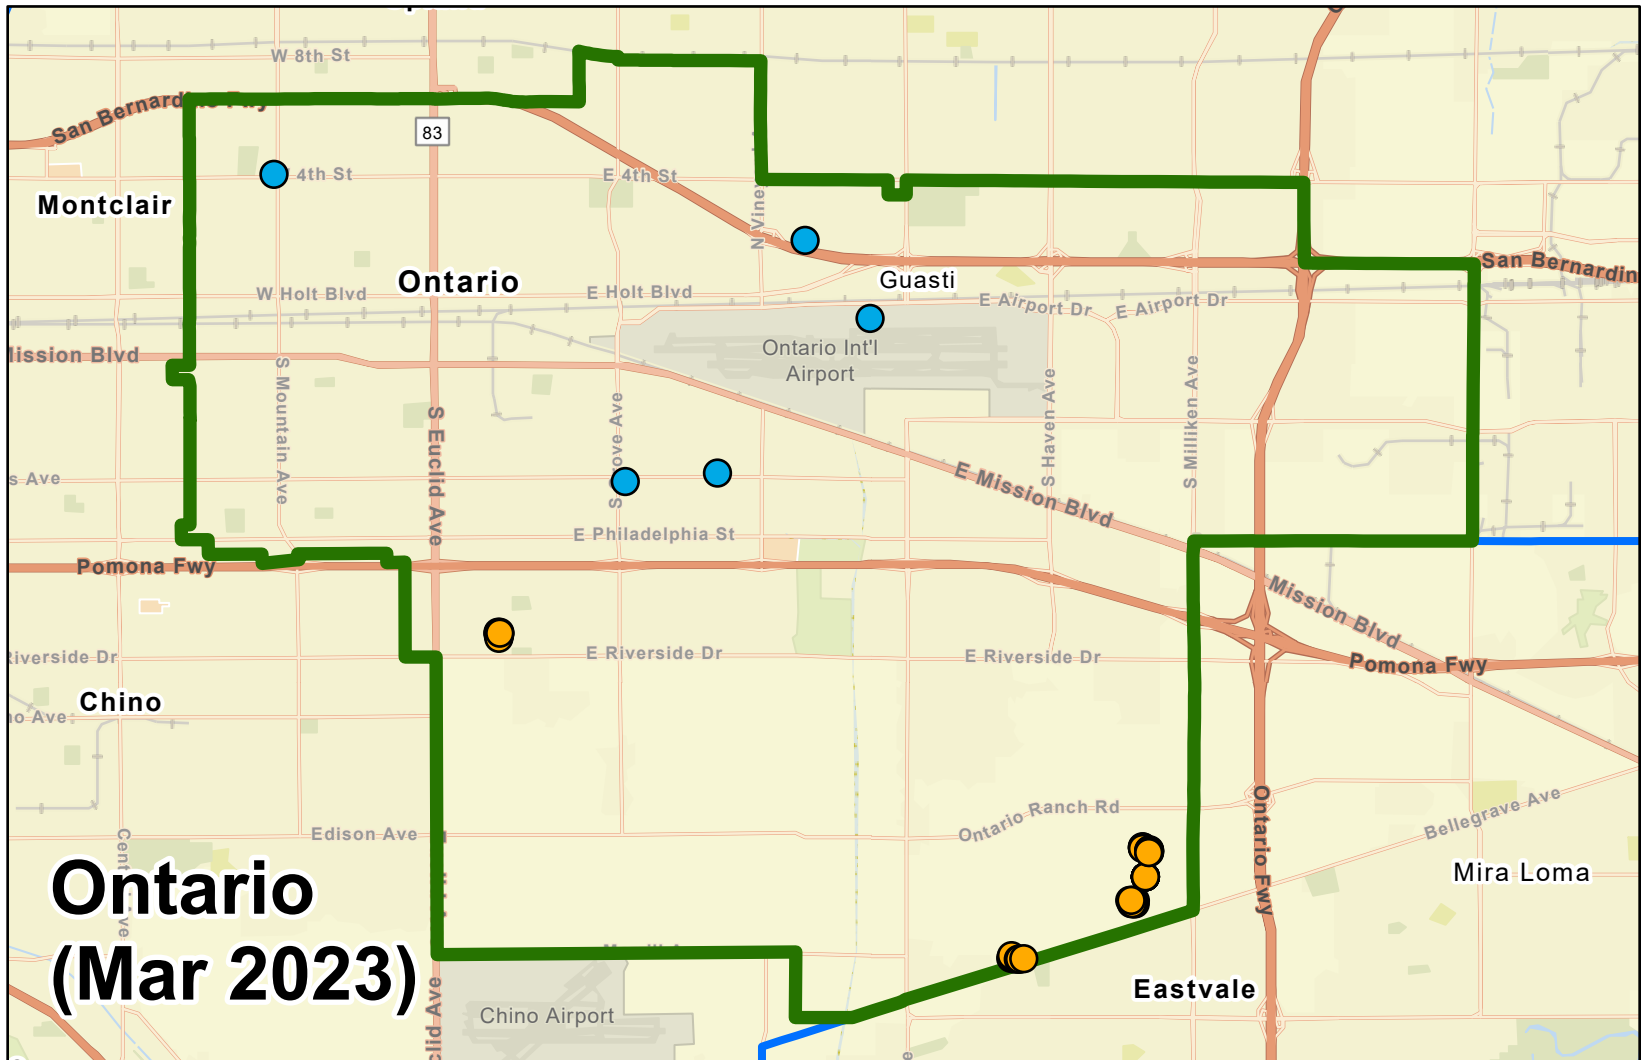 W 8th St
San Bernardino Fwy
83
4th St
E 4th St
Montclair
Ontario
Guasti
San Bernardin
W Holt Blvd
E Holt Blvd
E Airport Dr
E Airport Dr
Ontario Int'l
Airport
Mission Blvd
S Mountain Ave
S Euclid Ave
S Haven Ave
S Milliken Ave
E Mission Blvd
s Ave
E Philadelphia St
Pomona Fwy
Mission Blvd
Riverside Dr
E Riverside Dr
E Riverside Dr
Pomona Fwy
Chino
no Ave
Ontario Ranch Rd
Edison Ave
Ontario Fwy
Bellegrave Ave
Mira Loma
Ontario
(Mar 2023)
Eastvale
Chino Airport
clid Ave